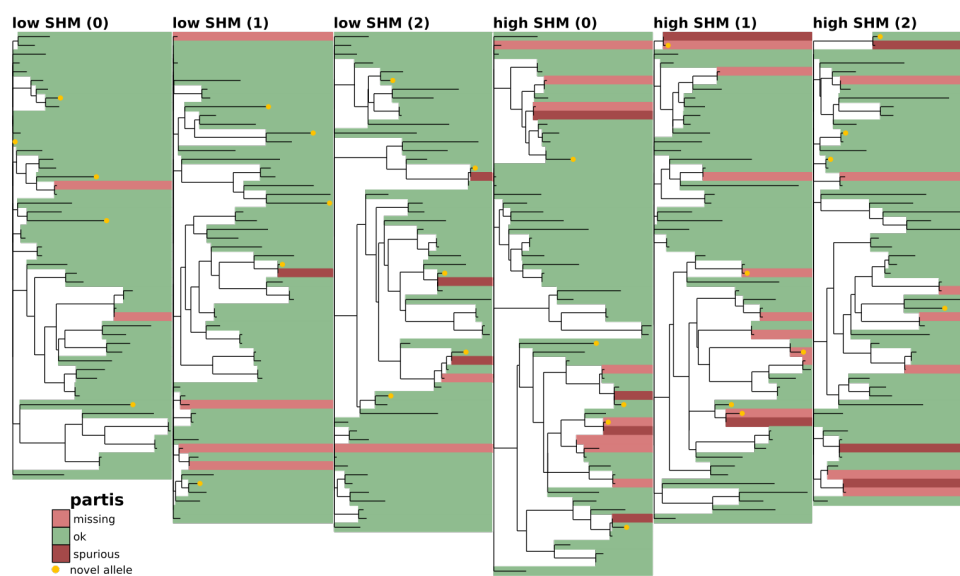 low SHM (0) low SHM (1) low SHM (2) high SHM (0) high SHM (1) high SHM (2)
partis
missing
ok
spurious
novel allele